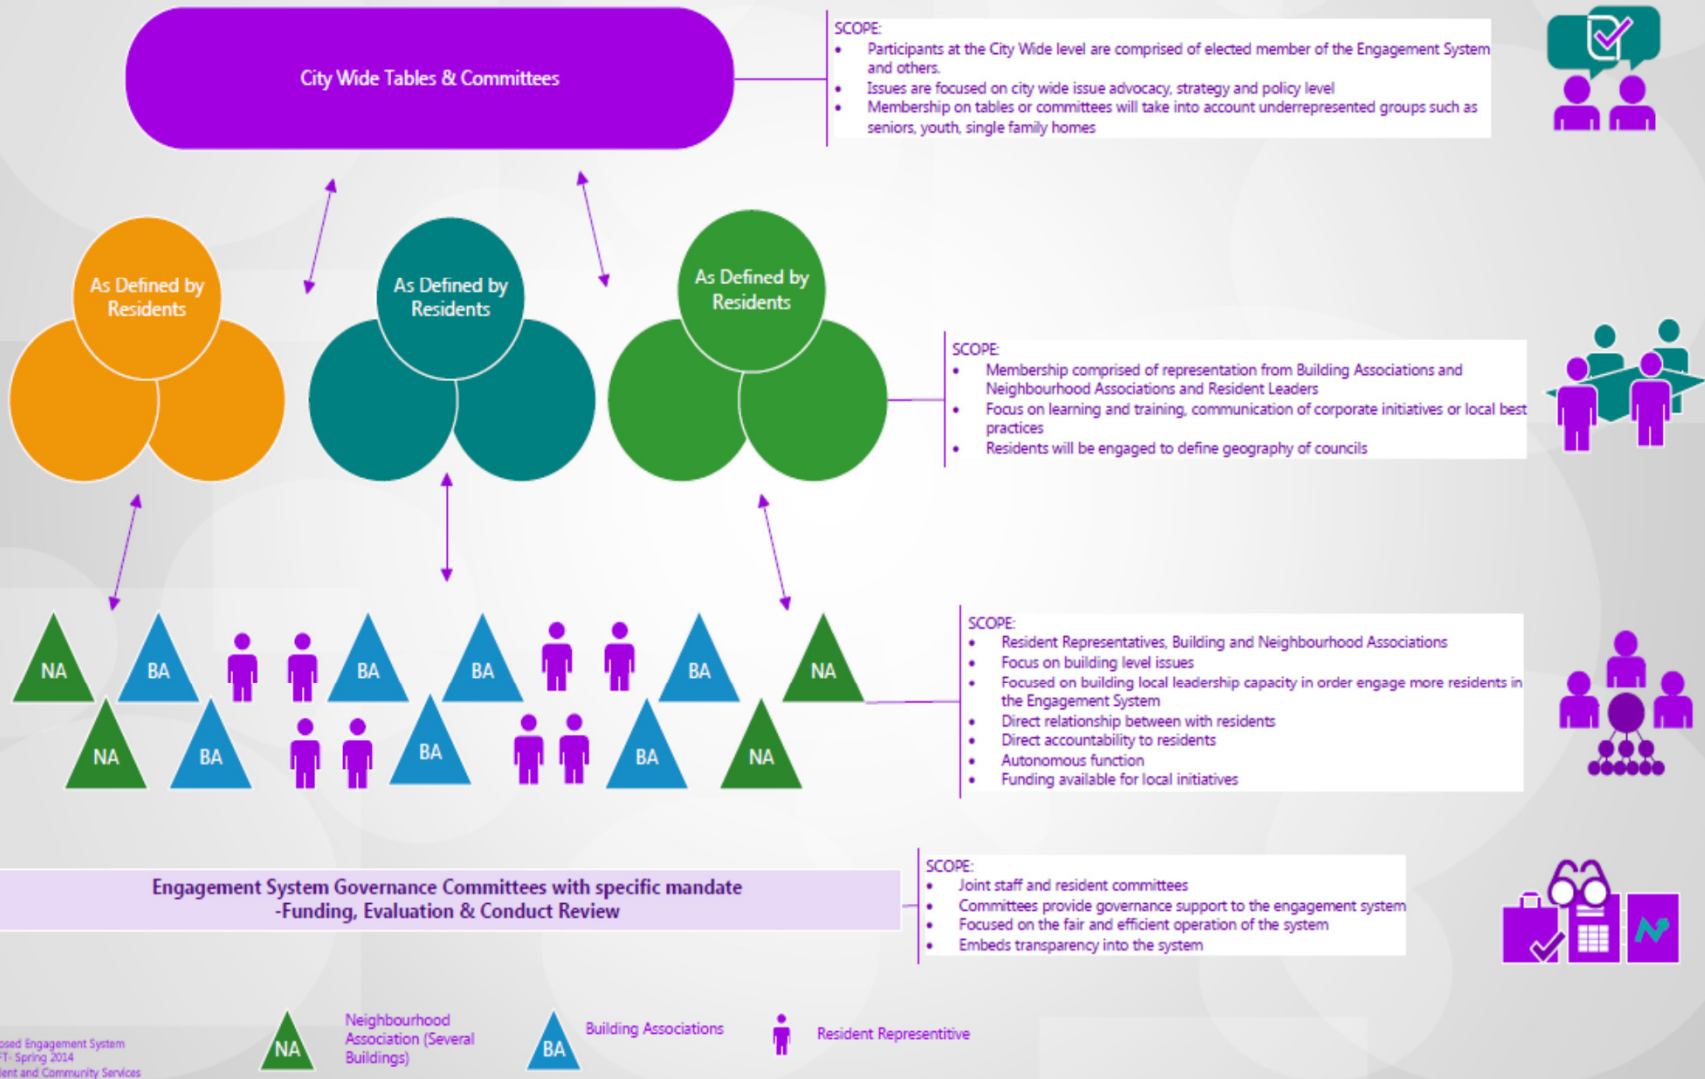 City Wide Tables & Committees
SCOPE:
• Participants at the City Wide level are comprised of elected member of the Engagement System
and others.
• Issues are focused on city wide issue advocacy, strategy and policy level
• Membership on tables or committees will take into account underrepresented groups such as
seniors, youth, single family homes
As Defined by
Residents
As Defined by
Residents
As Defined by
Residents
SCOPE:
• Membership comprised of representation from Building Associations and
Neighbourhood Associations and Resident Leaders
• Focus on learning and training, communication of corporate initiatives or local best
practices
• Residents will be engaged to define geography of councils
NA
BA
BA
BA
BA
NA
NA
BA
BA
BA
NA
SCOPE:
• Resident Representatives, Building and Neighbourhood Associations
• Focus on building level issues
• Focused on building local leadership capacity in order engage more residents in
the Engagement System
• Direct relationship between with residents
• Direct accountability to residents
• Autonomous function
• Funding available for local initiatives
Engagement System Governance Committees with specific mandate
-Funding, Evaluation & Conduct Review
SCOPE:
• Joint staff and resident committees
• Committees provide governance support to the engagement system
• Focused on the fair and efficient operation of the system
• Embeds transparency into the system
NA
Neighbourhood
Association (Several
Buildings)
BA
Building Associations
Resident Representitive
osed Engagement System
FT- Spring 2014
lent and Community Services